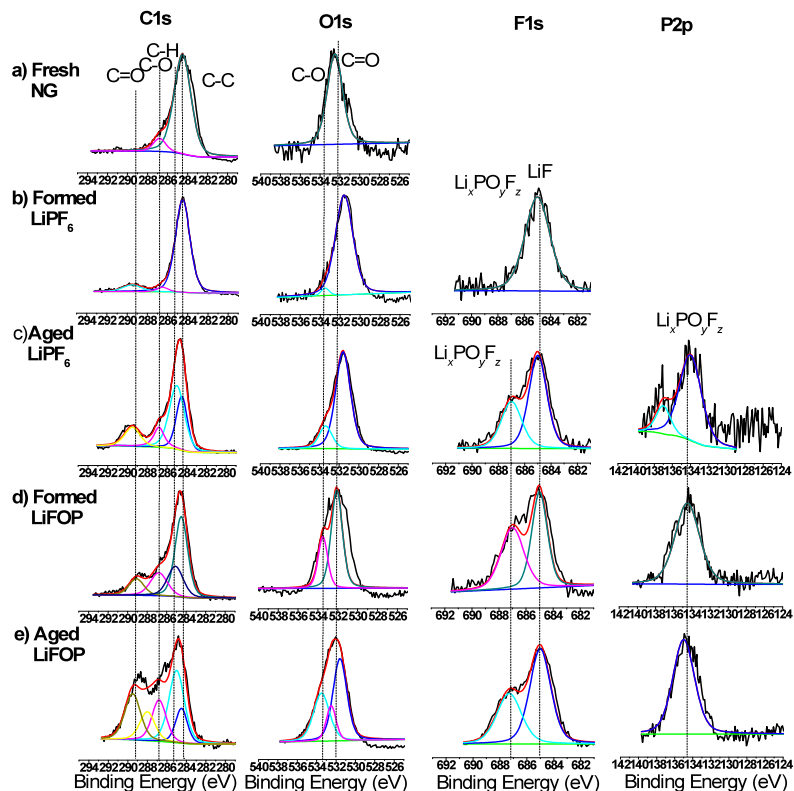 C1s O1s F1s P2p
a) Fresh NG
C=O C-O C-H C-C
C-O C=O
294 292 290 288 286 284 282 280
540 538 536 534 532 530 528 526
b) Formed LiPF6
LixPOyFz LiF
294 292 290 288 286 284 282 280
540 538 536 534 532 530 528 526
692 690 688 686 684 682
c) Aged LiPF6
LixPOyFz
LixPOyFz
294 292 290 288 286 284 282 280
540 538 536 534 532 530 528 526
692 690 688 686 684 682
142 140 138 136 134 132 130 128 126 124
d) Formed LiFOP
294 292 290 288 286 284 282 280
540 538 536 534 532 530 528 526
692 690 688 686 684 682
142 140 138 136 134 132 130 128 126 124
e) Aged LiFOP
294 292 290 288 286 284 282 280
540 538 536 534 532 530 528 526
692 690 688 686 684 682
142 140 138 136 134 132 130 128 126 124
Binding Energy (eV) Binding Energy (eV) Binding Energy (eV) Binding Energy (eV)